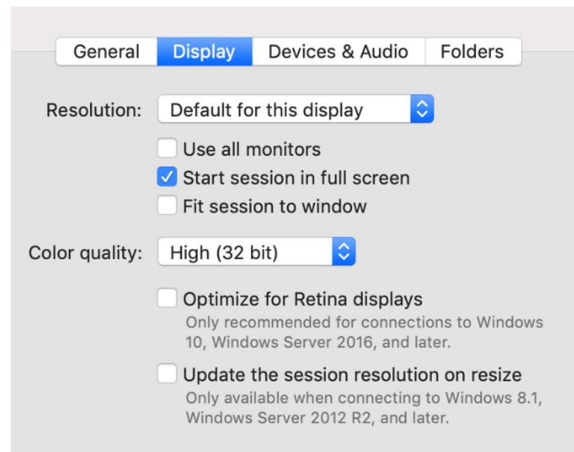 General Display Devices & Audio Folders
Resolution: Default for this display
Use all monitors
Start session in full screen
Fit session to window
Color quality: High (32 bit)
Optimize for Retina displays
Only recommended for connections to Windows
10, Windows Server 2016, and later.
Update the session resolution on resize
Only available when connecting to Windows 8.1,
Windows Server 2012 R2, and later.